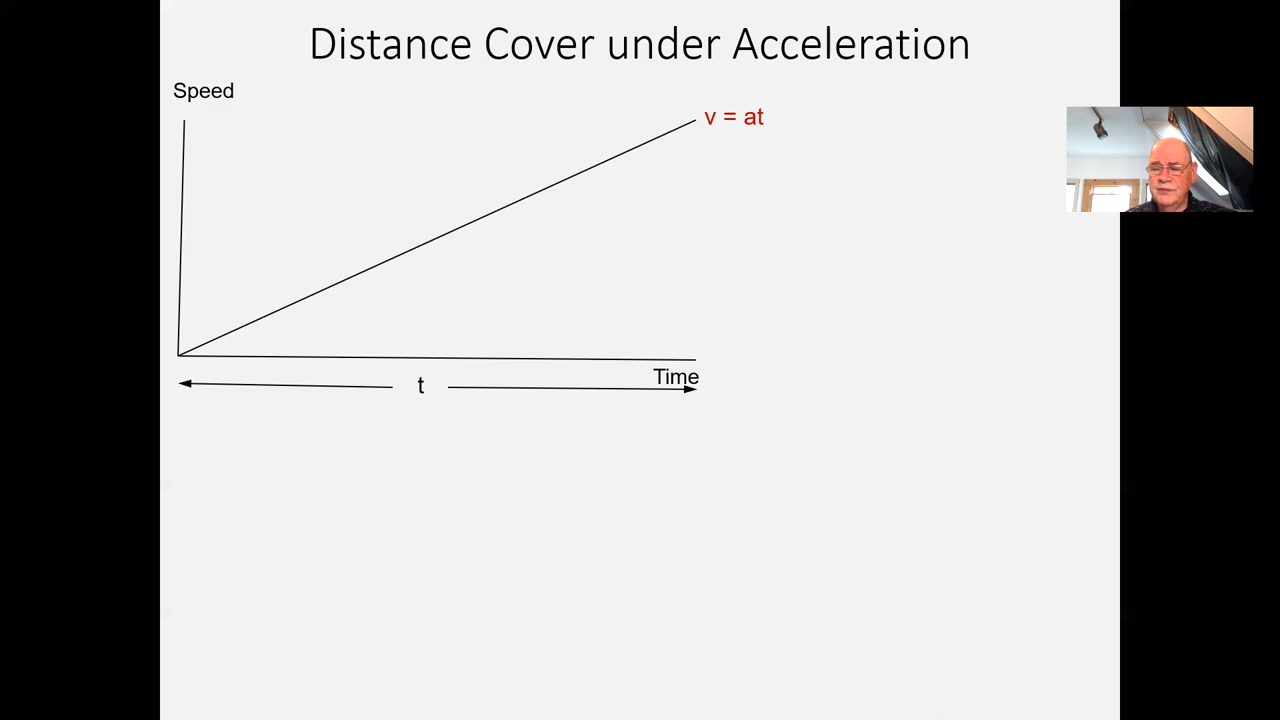 Distance Cover under Acceleration
Speed
v = at
Time
t